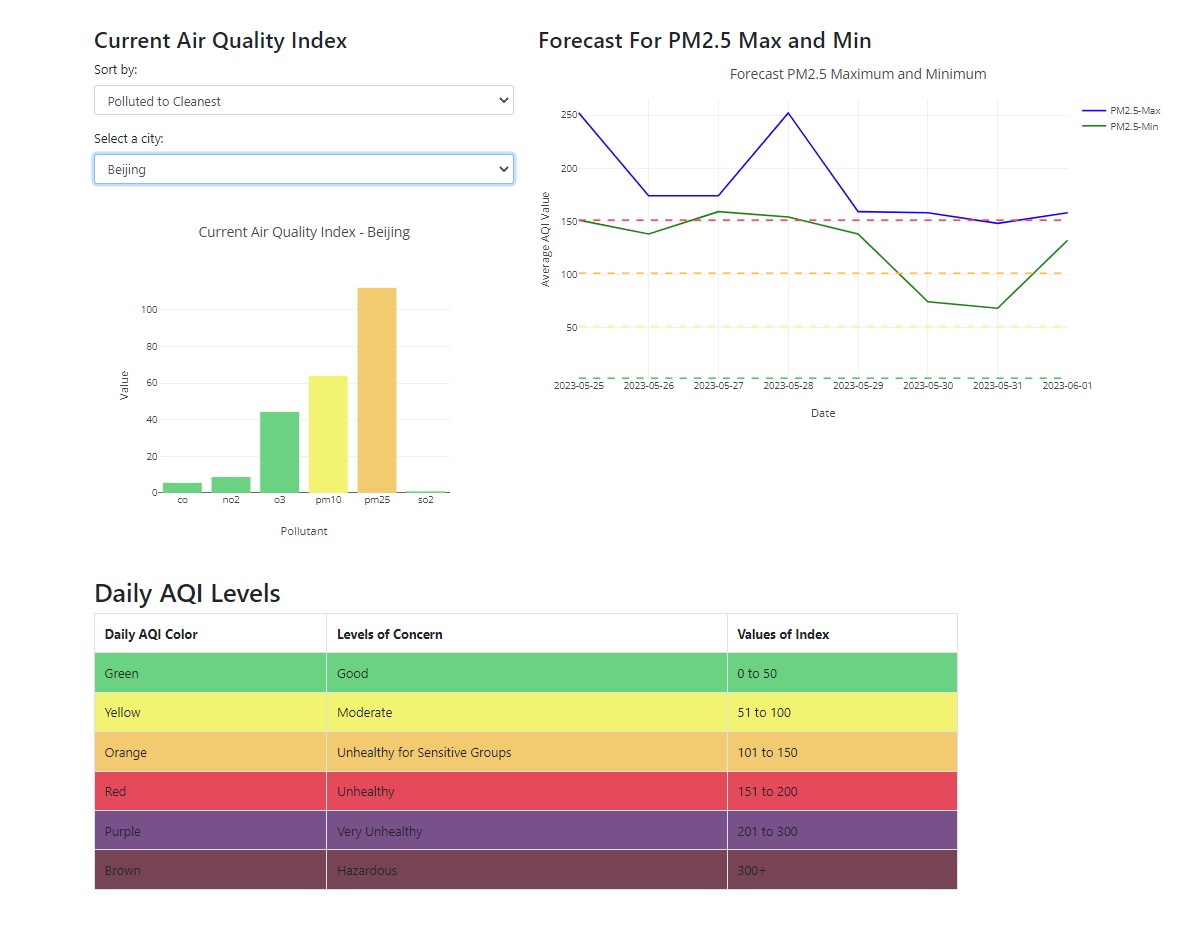 Current Air Quality Index
Sort by:
Polluted to Cleanest
Select a city:
Beijing
Current Air Quality Index - Beijing
100
80
60
40
20
0
Value
co no2 o3 pm10 pm25 so2
Pollutant
Forecast For PM2.5 Max and Min
Forecast PM2.5 Maximum and Minimum
PM2.5-Max
PM2.5-Min
250
200
150
100
50
Average AQI Value
2023-05-25 2023-05-26 2023-05-27 2023-05-28 2023-05-29 2023-05-30 2023-05-31 2023-06-01
Date
Daily AQI Levels
Daily AQI Color Levels of Concern Values of Index
Green Good 0 to 50
Yellow Moderate 51 to 100
Orange Unhealthy for Sensitive Groups 101 to 150
Red Unhealthy 151 to 200
Purple Very Unhealthy 201 to 300
Brown Hazardous 300+